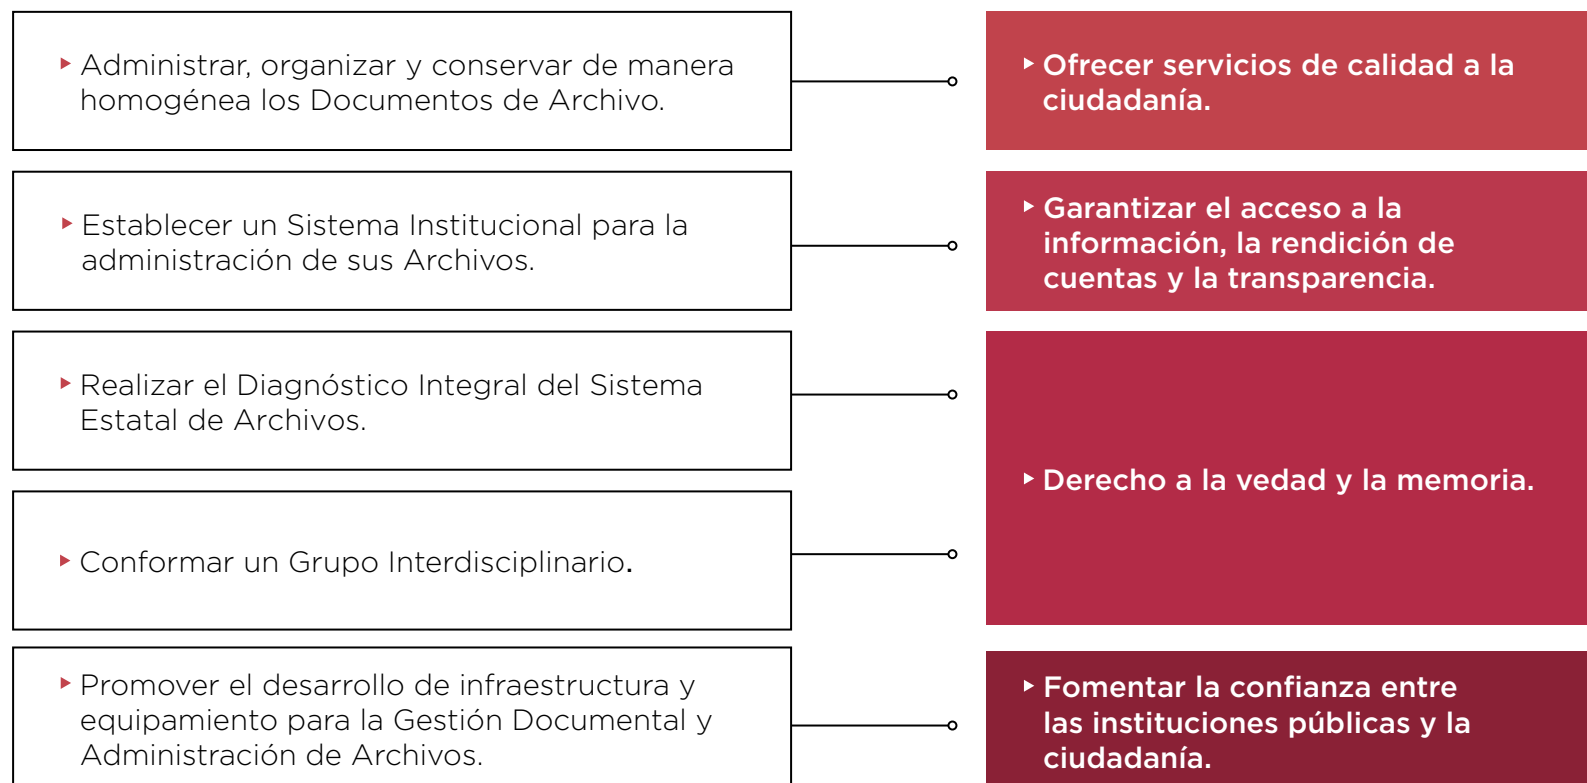 ▸ Administrar, organizar y conservar de manera
homogénea los Documentos de Archivo.
▸ Ofrecer servicios de calidad a la
ciudadanía.
▸ Establecer un Sistema Institucional para la
administración de sus Archivos.
▸ Garantizar el acceso a la
información, la rendición de
cuentas y la transparencia.
▸ Realizar el Diagnóstico Integral del Sistema
Estatal de Archivos.
▸ Conformar un Grupo Interdisciplinario.
▸ Derecho a la vedad y la memoria.
▸ Promover el desarrollo de infraestructura y
equipamiento para la Gestión Documental y
Administración de Archivos.
▸ Fomentar la confianza entre
las instituciones públicas y la
ciudadanía.